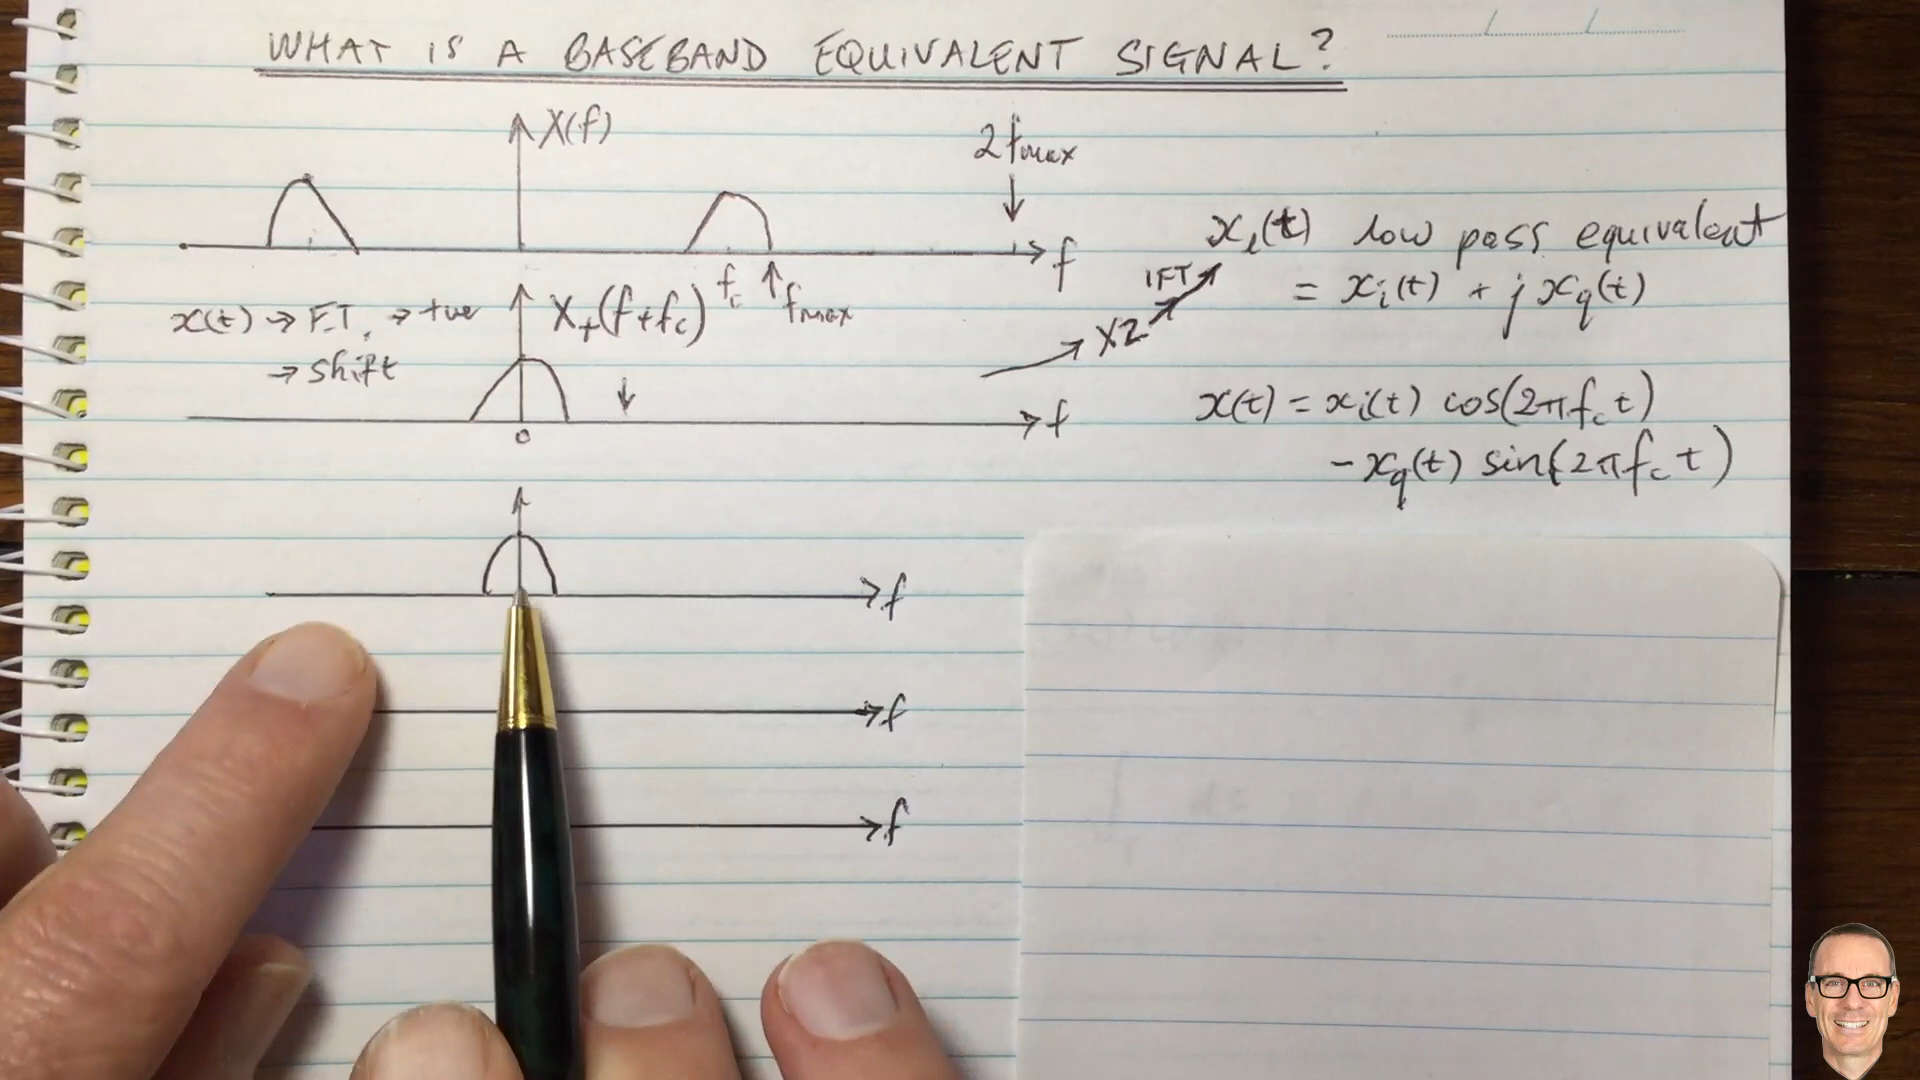 WHAT IS A BASEBAND EQUIVALENT SIGNAL?
X(f)
2fmax
f
fc
fmax
x(t) → F.T. → +ve
→ shift
X+(f+fc)
f
0
X2
IFT
xl(t) low pass equivalent
= xi(t) + j xq(t)
x(t) = xi(t) cos(2πfct)
- xq(t) sin(2πfct)
f
f
f